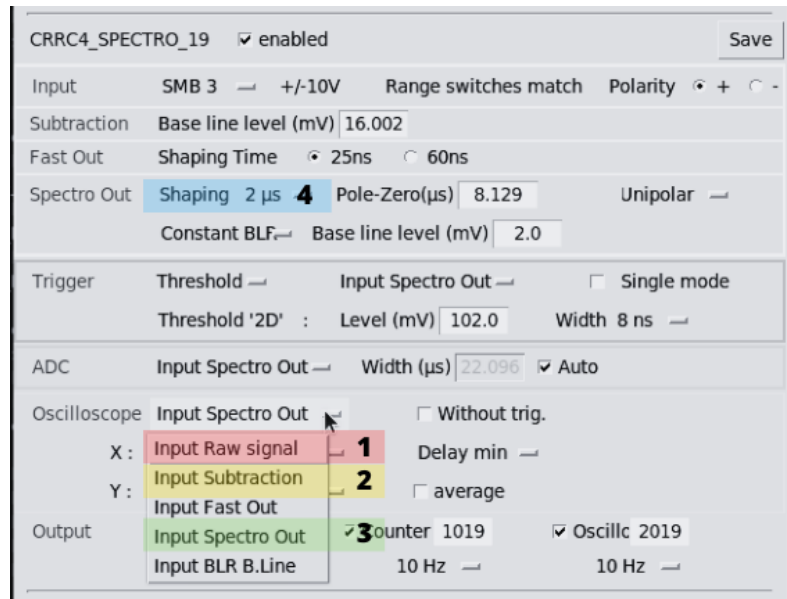 CRRC4_SPECTRO_19 enabled Save
Input SMB 3 +/-10V Range switches match Polarity + -
Subtraction Base line level (mV) 16.002
Fast Out Shaping Time 25ns 60ns
Spectro Out Shaping 2 µs 4 Pole-Zero(µs) 8.129 Unipolar
Constant BLR Base line level (mV) 2.0
Trigger Threshold Input Spectro Out Single mode
Threshold '2D' : Level (mV) 102.0 Width 8 ns
ADC Input Spectro Out Width (µs) 22.096 Auto
Oscilloscope Input Spectro Out Without trig.
X : Input Raw signal 1 Delay min
Input Subtraction 2
Y : average
Input Fast Out
Output Input Spectro Out 3 Counter 1019 Oscillo 2019
Input BLR B.Line 10 Hz 10 Hz